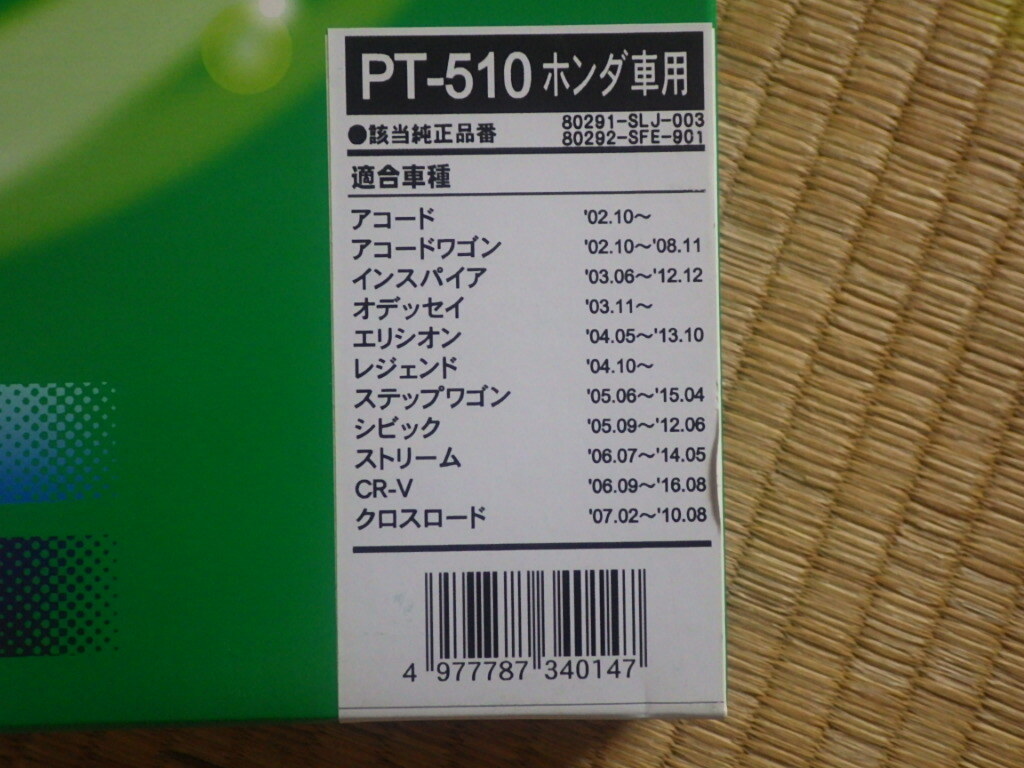 PT-510 ホンダ車用
●該当純正品番 80291-SLJ-003
80292-SFE-901
適合車種
アコード '02.10～
アコードワゴン '02.10～'08.11
インスパイア '03.06～'12.12
オデッセイ '03.11～
エリシオン '04.05～'13.10
レジェンド '04.10～
ステップワゴン '05.06～'15.04
シビック '05.09～'12.06
ストリーム '06.07～'14.05
CR-V '06.09～'16.08
クロスロード '07.02～'10.08
4 977787 340147